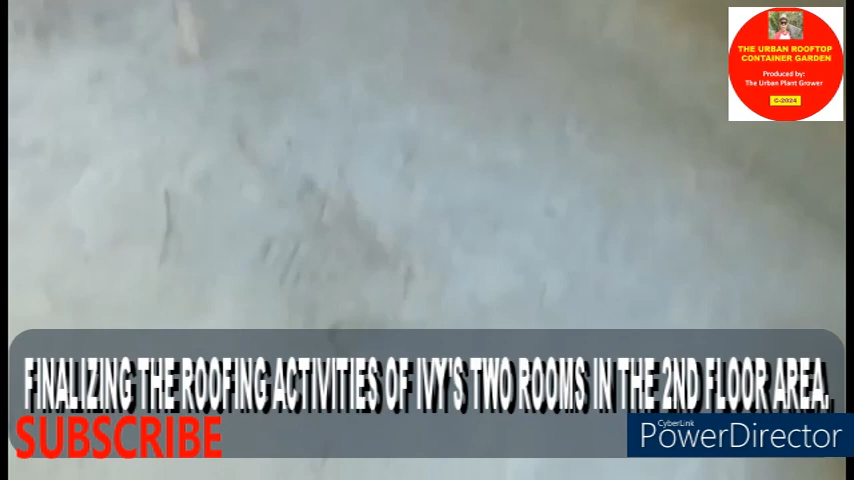 THE URBAN ROOFTOP
CONTAINER GARDEN
Produced by:
The Urban Plant Grower
C-2024
FINALIZING THE ROOFING ACTIVITIES OF IVY'S TWO ROOMS IN THE 2ND FLOOR AREA.
SUBSCRIBE
CyberLink
PowerDirector